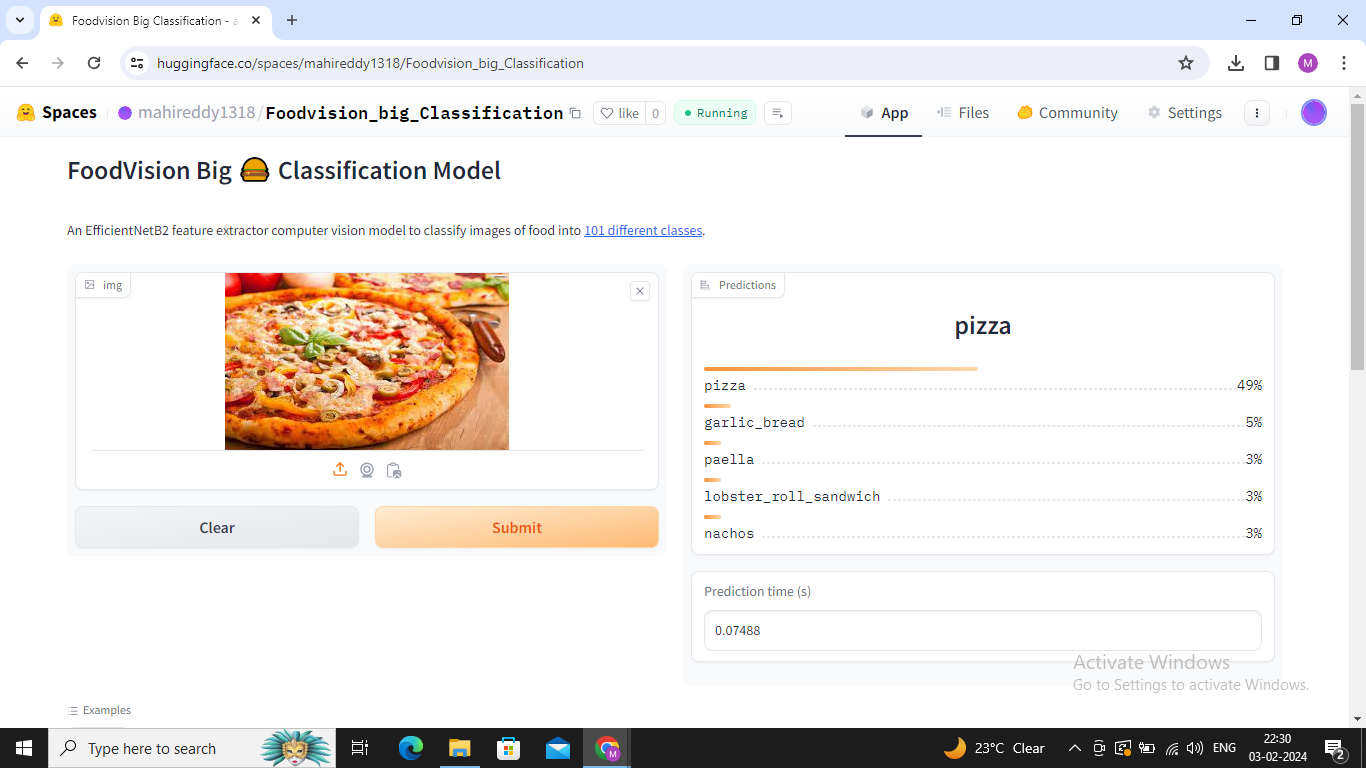 Foodvision Big Classification - a
huggingface.co/spaces/mahireddy1318/Foodvision_big_Classification
M
Spaces
mahireddy1318/Foodvision_big_Classification
like 0
Running
App
Files
Community
Settings
FoodVision Big 🍔 Classification Model
An EfficientNetB2 feature extractor computer vision model to classify images of food into 101 different classes.
img
Clear
Submit
Predictions
pizza
pizza 49%
garlic_bread 5%
paella 3%
lobster_roll_sandwich 3%
nachos 3%
Prediction time (s)
0.07488
Activate Windows
Go to Settings to activate Windows.
Examples
Type here to search
M
23°C Clear
ENG
22:30
03-02-2024
2